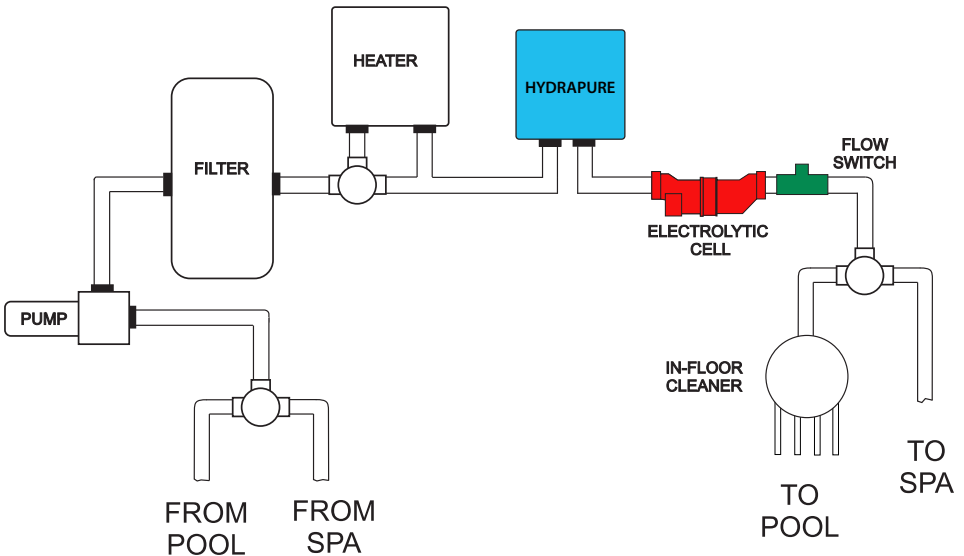 HEATER
HYDRAPURE
FILTER
FLOW
SWITCH
ELECTROLYTIC
CELL
PUMP
IN-FLOOR
CLEANER
FROM
POOL
FROM
SPA
TO
POOL
TO
SPA